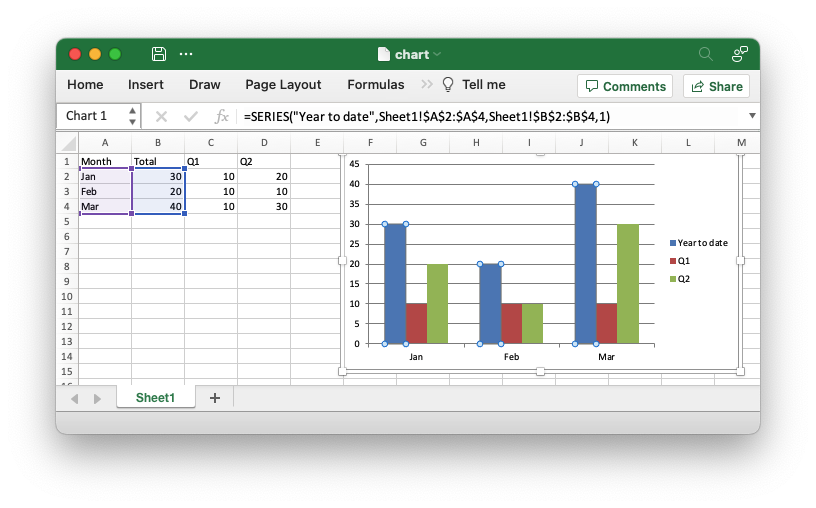 chart
Home Insert Draw Page Layout Formulas Tell me Comments Share
Chart 1 fx =SERIES("Year to date",Sheet1!$A$2:$A$4,Sheet1!$B$2:$B$4,1)
A B C D E F G H I J K L M
1 Month Total Q1 Q2
2 Jan 30 10 20
3 Feb 20 10 10
4 Mar 40 10 30
5
6
7
8
9
10
11
12
13
14
15
45
40
35
30
25
20
15
10
5
0
Jan Feb Mar
Year to date
Q1
Q2
Sheet1 +